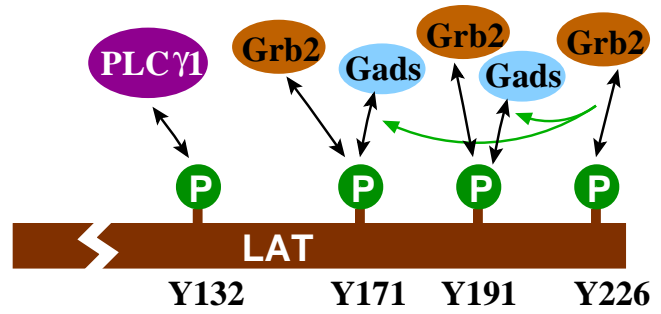 PLCγ1
Grb2
Gads
Grb2
Gads
Grb2
P
P
P
P
LAT
Y132
Y171
Y191
Y226